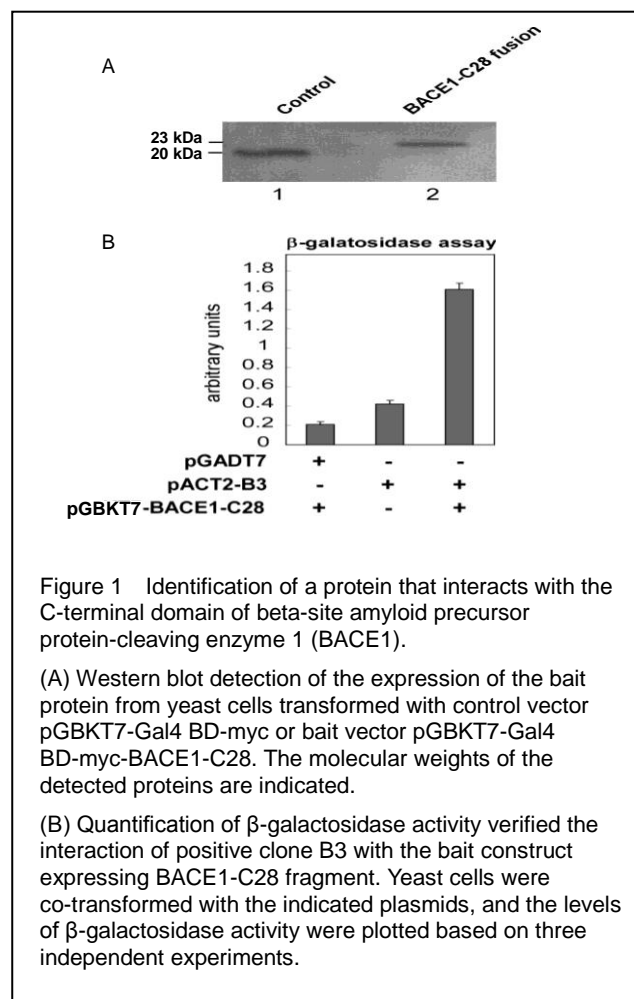 A
Control
BACE1-C28 fusion
23 kDa
20 kDa
1
2
B
β-galatosidase assay
arbitrary units
1.8
1.6
1.4
1.2
1
0.8
0.6
0.4
0.2
0
pGADT7 + - -
pACT2-B3 - + +
pGBKT7-BACE1-C28 + - +
Figure 1 Identification of a protein that interacts with the
C-terminal domain of beta-site amyloid precursor
protein-cleaving enzyme 1 (BACE1).
(A) Western blot detection of the expression of the bait
protein from yeast cells transformed with control vector
pGBKT7-Gal4 BD-myc or bait vector pGBKT7-Gal4
BD-myc-BACE1-C28. The molecular weights of the
detected proteins are indicated.
(B) Quantification of β-galactosidase activity verified the
interaction of positive clone B3 with the bait construct
expressing BACE1-C28 fragment. Yeast cells were
co-transformed with the indicated plasmids, and the levels
of β-galactosidase activity were plotted based on three
independent experiments.